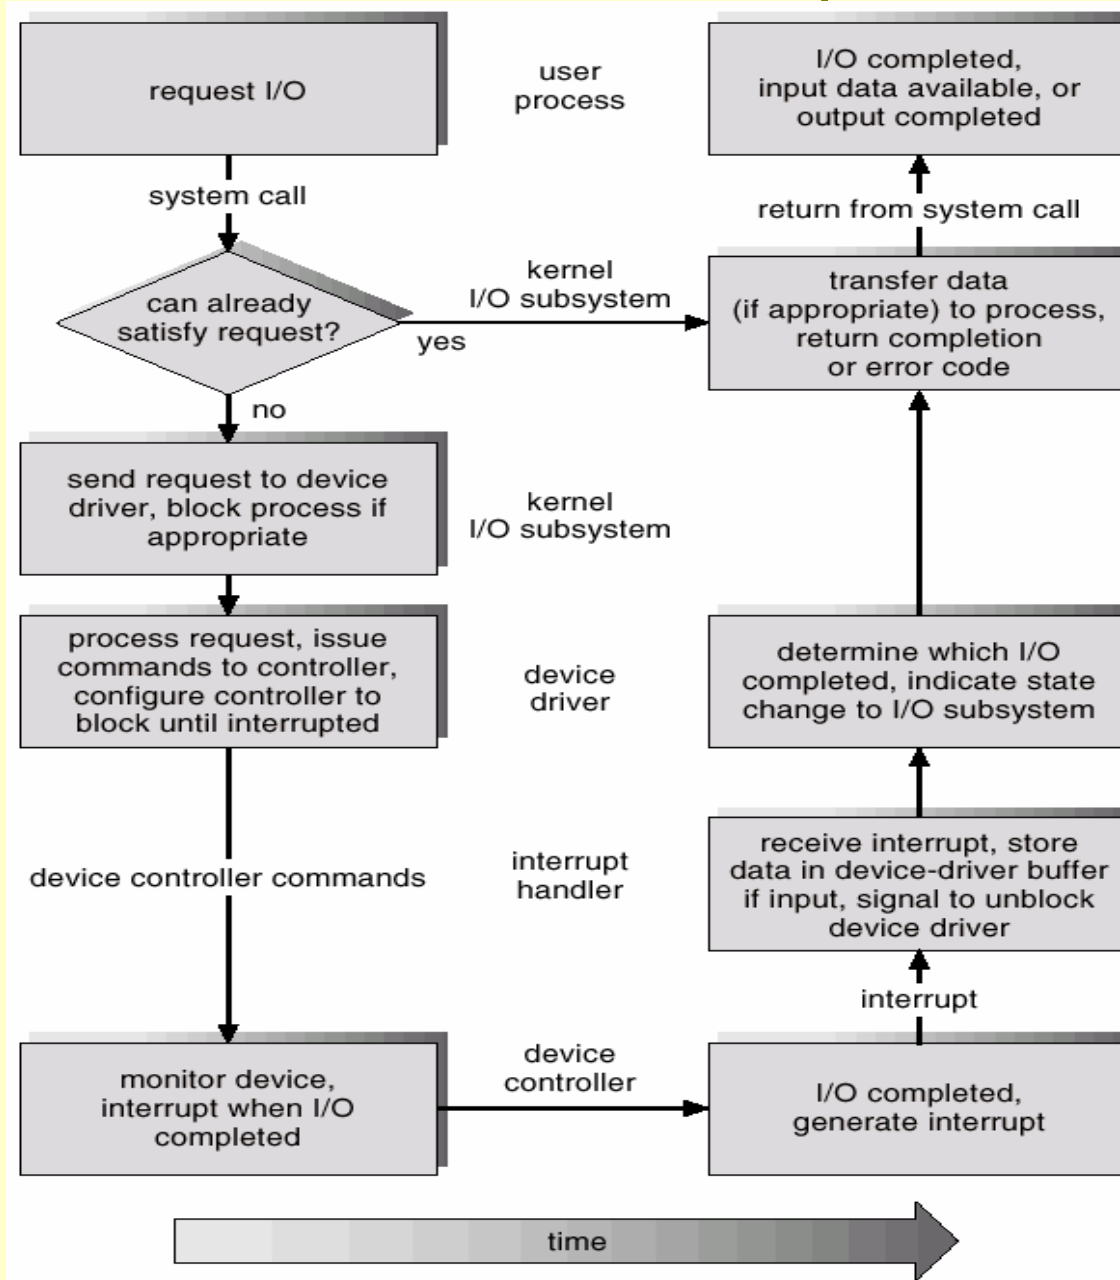 request I/O
user
process
I/O completed,
input data available, or
output completed
system call
return from system call
can already
satisfy request?
kernel
I/O subsystem
yes
transfer data
(if appropriate) to process,
return completion
or error code
no
send request to device
driver, block process if
appropriate
kernel
I/O subsystem
process request, issue
commands to controller,
configure controller to
block until interrupted
device
driver
determine which I/O
completed, indicate state
change to I/O subsystem
device controller commands
interrupt
handler
receive interrupt, store
data in device-driver buffer
if input, signal to unblock
device driver
interrupt
monitor device,
interrupt when I/O
completed
device
controller
I/O completed,
generate interrupt
time